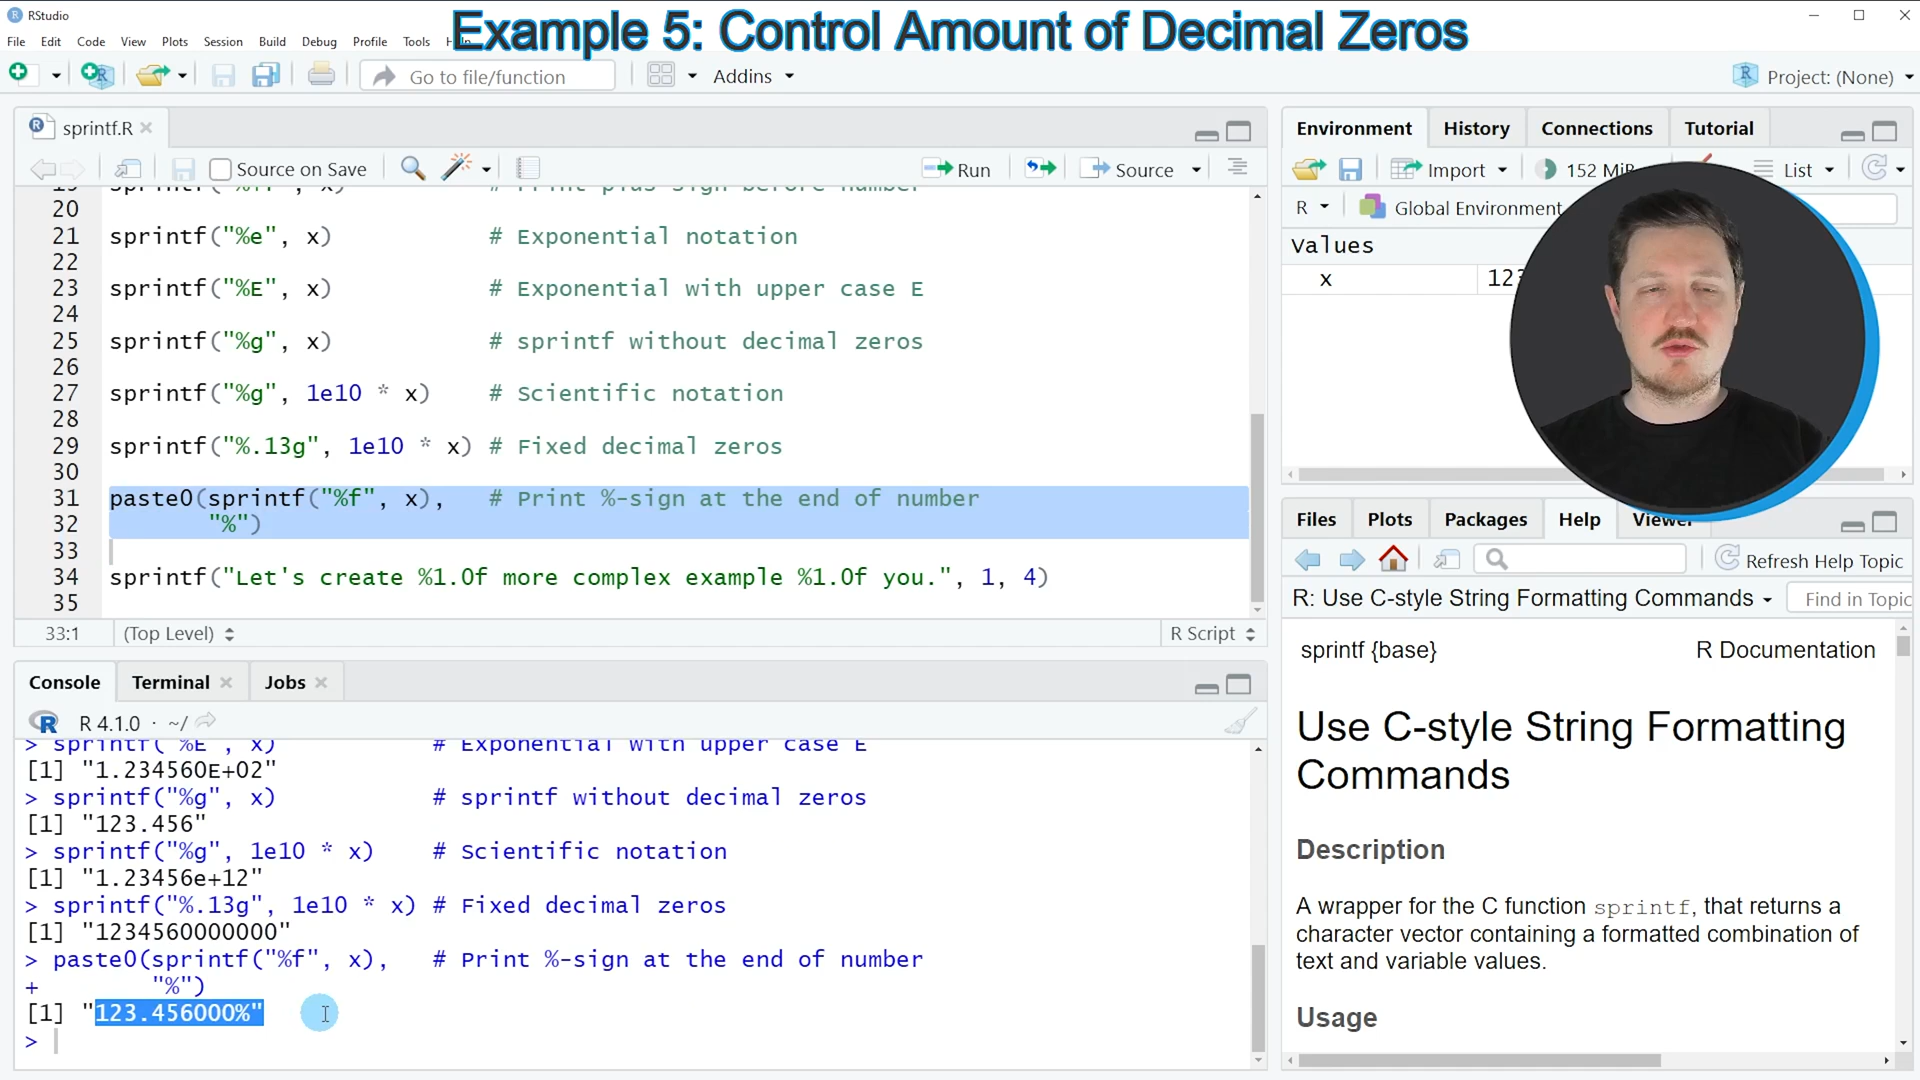 RStudio
Example 5: Control Amount of Decimal Zeros
File Edit Code View Plots Session Build Debug Profile Tools
Go to file/function
Addins
Project: (None)
sprintf.R
Source on Save
Run
Source
20
21 sprintf("%e", x) # Exponential notation
22
23 sprintf("%E", x) # Exponential with upper case E
24
25 sprintf("%g", x) # sprintf without decimal zeros
26
27 sprintf("%g", 1e10 * x) # Scientific notation
28
29 sprintf("%.13g", 1e10 * x) # Fixed decimal zeros
30
31 paste0(sprintf("%f", x), # Print %-sign at the end of number
32 "%")
33
34 sprintf("Let's create %1.0f more complex example %1.0f you.", 1, 4)
35
33:1 (Top Level)
R Script
Console Terminal Jobs
R 4.1.0 · ~/
> sprintf("%E", x) # Exponential with upper case E
[1] "1.234560E+02"
> sprintf("%g", x) # sprintf without decimal zeros
[1] "123.456"
> sprintf("%g", 1e10 * x) # Scientific notation
[1] "1.23456e+12"
> sprintf("%.13g", 1e10 * x) # Fixed decimal zeros
[1] "1234560000000"
> paste0(sprintf("%f", x), # Print %-sign at the end of number
+ "%")
[1] "123.456000%"
>
Environment History Connections Tutorial
Import
152 MiB
List
R
Global Environment
Values
x 123
Files Plots Packages Help Viewer
Refresh Help Topic
R: Use C-style String Formatting Commands
Find in Topic
sprintf {base}
R Documentation
Use C-style String Formatting
Commands
Description
A wrapper for the C function sprintf, that returns a
character vector containing a formatted combination of
text and variable values.
Usage